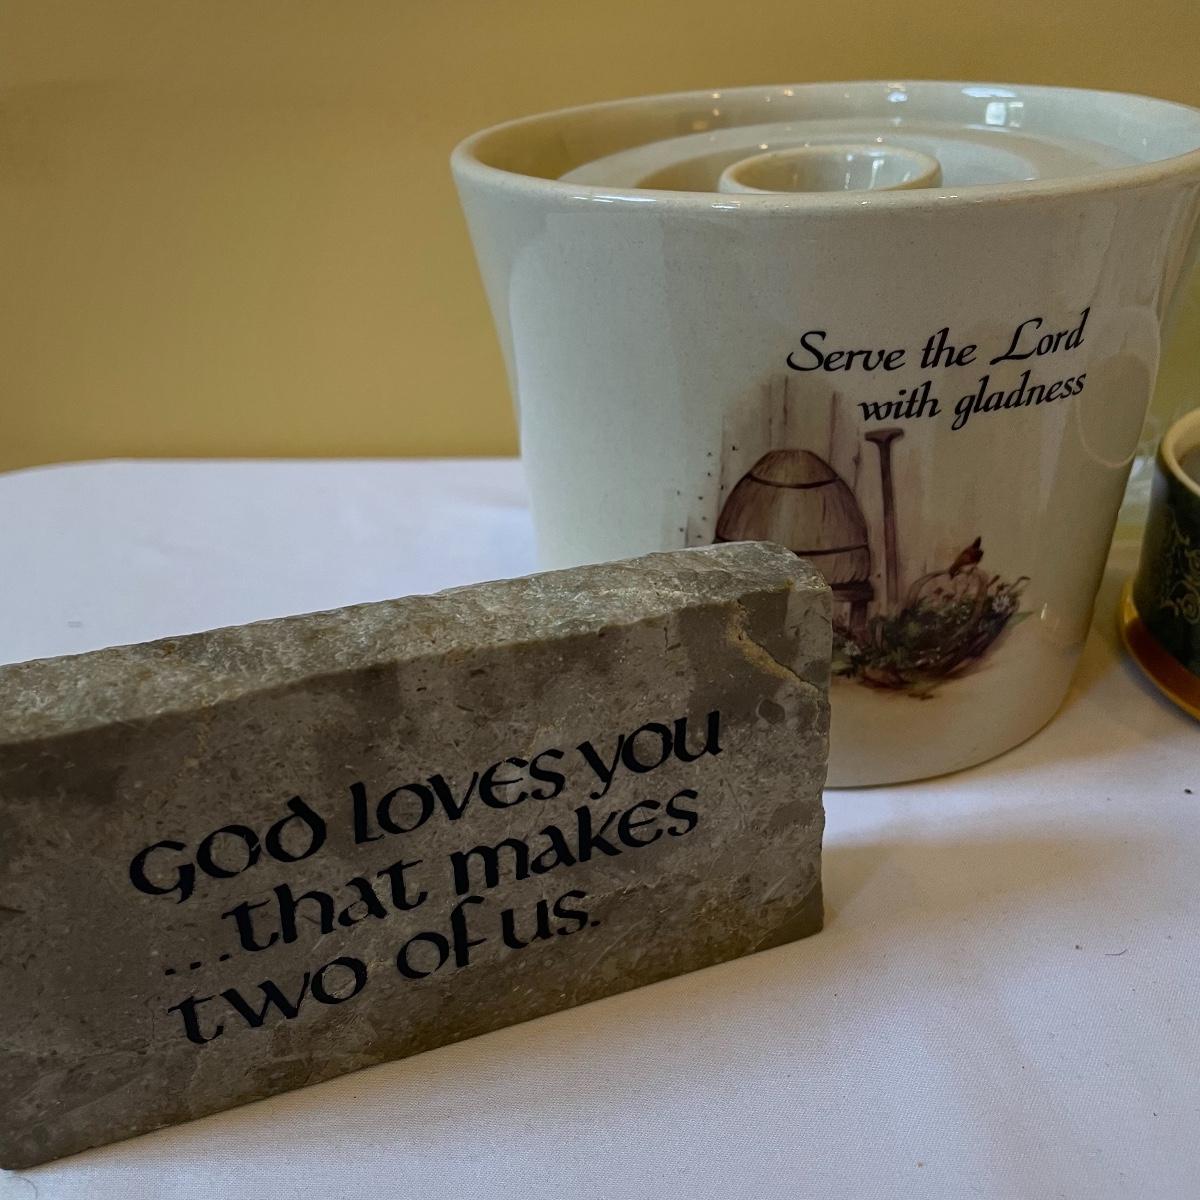 Serve the Lord
with gladness
God loves you
...that makes
two of us.